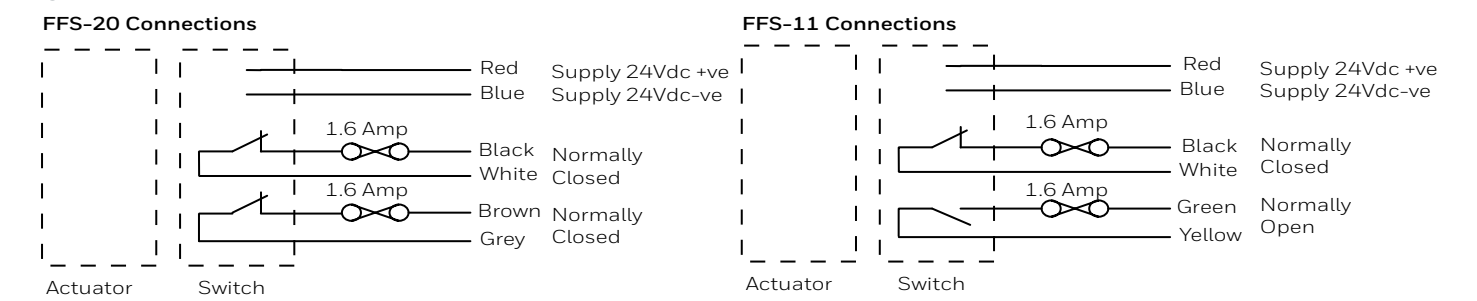 FFS-20 Connections
Red Supply 24Vdc +ve
Blue Supply 24Vdc-ve
1.6 Amp
Black Normally
White Closed
1.6 Amp
Brown Normally
Grey Closed
Actuator Switch
FFS-11 Connections
Red Supply 24Vdc +ve
Blue Supply 24Vdc-ve
1.6 Amp
Black Normally
White Closed
1.6 Amp
Green Normally
Yellow Open
Actuator Switch